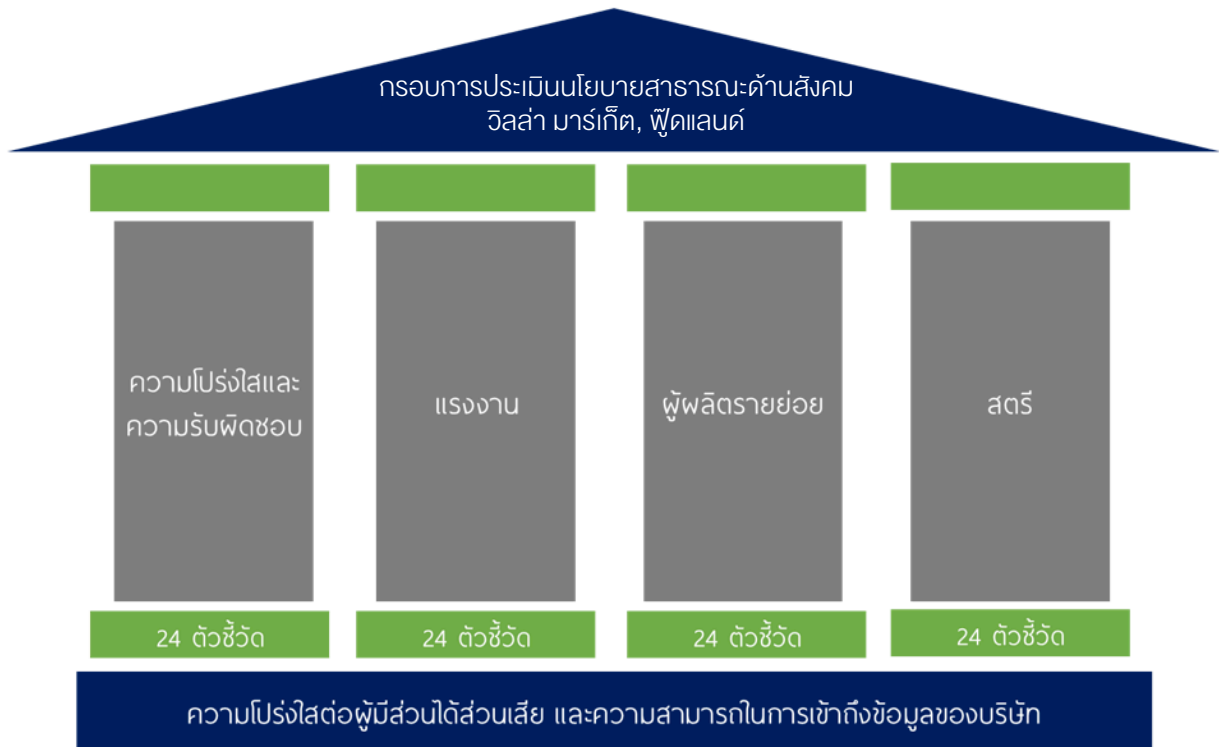 กรอบการประเมินนโยบายสาธารณะด้านสังคม
วิลล่า มาร์เก็ต, ฟู๊ดแลนด์
ความโปร่งใสและ
ความรับผิดชอบ
แรงงาน
ผู้ผลิตรายย่อย
สตรี
24 ตัวชี้วัด
24 ตัวชี้วัด
24 ตัวชี้วัด
24 ตัวชี้วัด
ความโปร่งใสต่อผู้มีส่วนได้ส่วนเสีย และความสามารถในการเข้าถึงข้อมูลของบริษัท